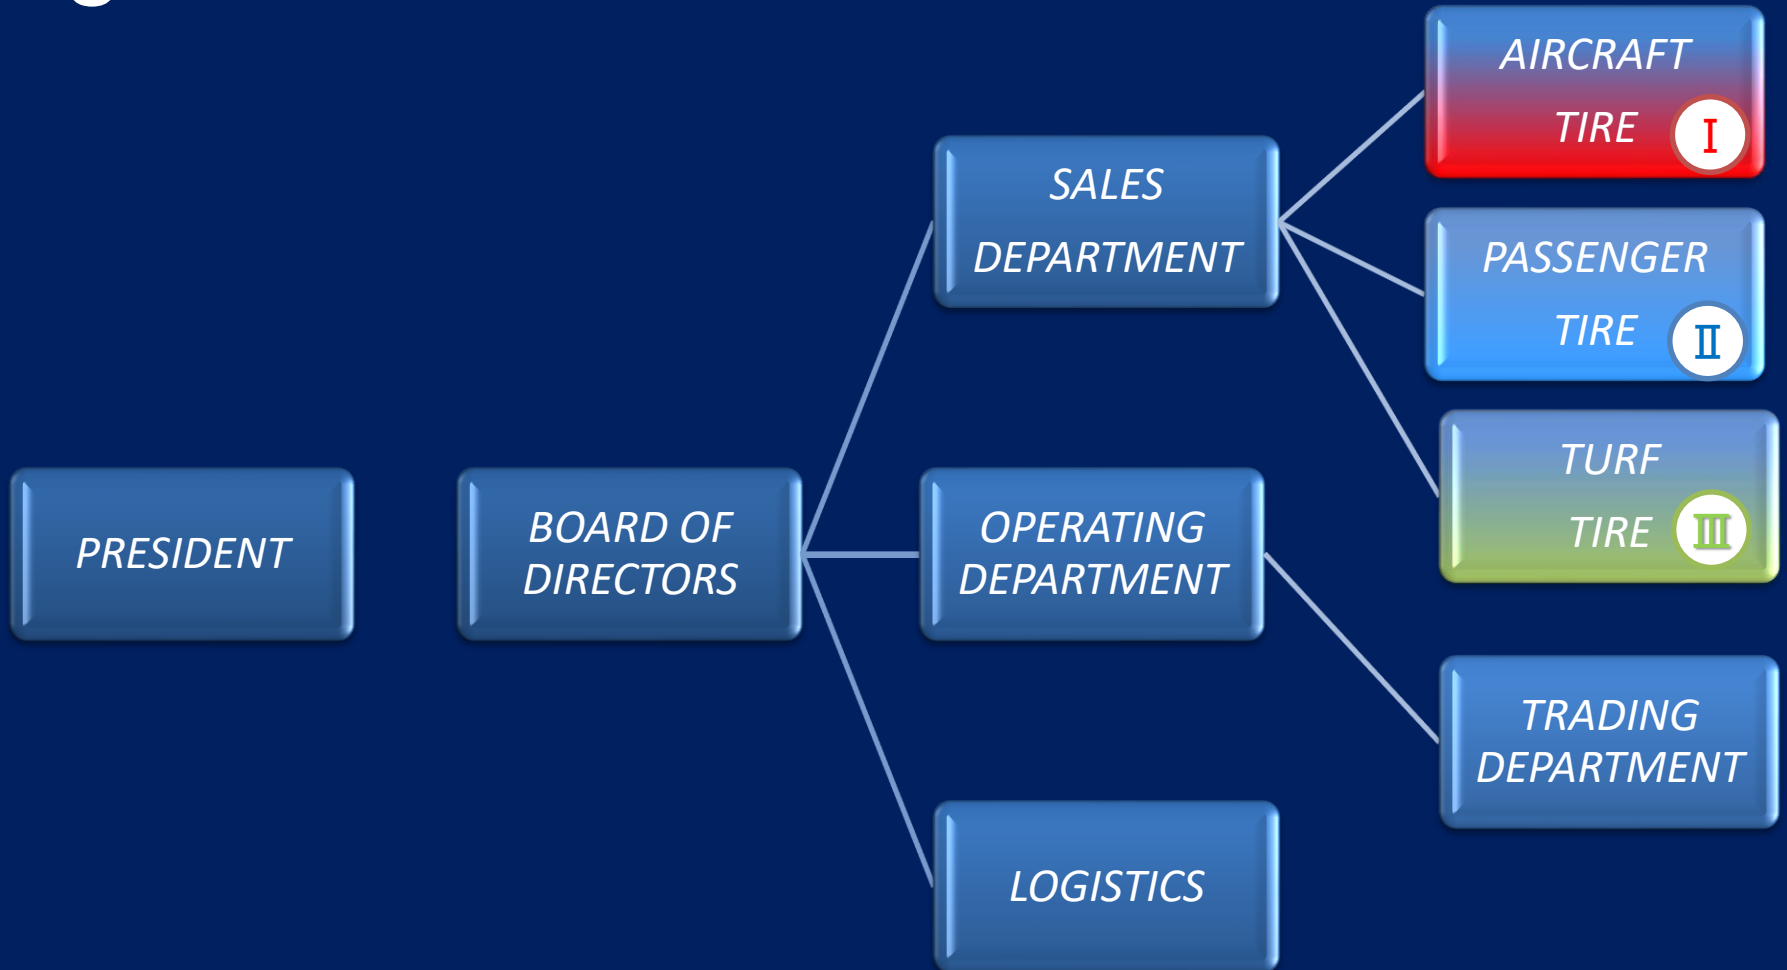 AIRCRAFT
TIRE
I
SALES
DEPARTMENT
PASSENGER
TIRE
II
TURF
TIRE
III
PRESIDENT
BOARD OF
DIRECTORS
OPERATING
DEPARTMENT
TRADING
DEPARTMENT
LOGISTICS